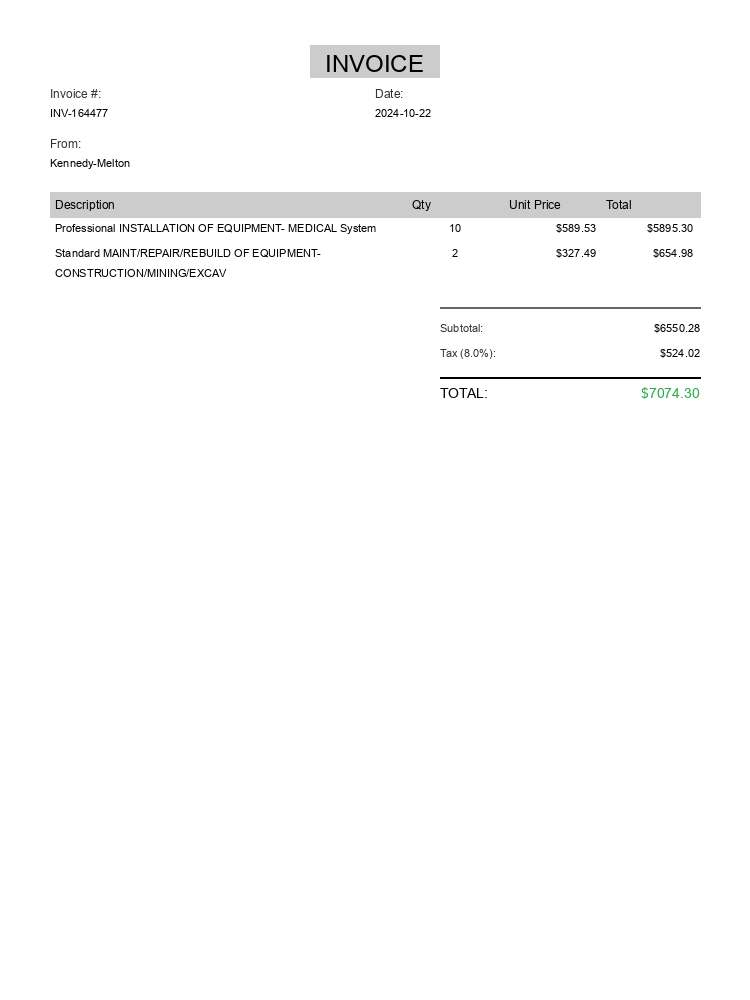 INVOICE
Invoice #: Date:
INV-164477 2024-10-22
From:
Kennedy-Melton
Description Qty Unit Price Total
Professional INSTALLATION OF EQUIPMENT- MEDICAL System 10 $589.53 $5895.30
Standard MAINT/REPAIR/REBUILD OF EQUIPMENT- 2 $327.49 $654.98
CONSTRUCTION/MINING/EXCAV
Subtotal: $6550.28
Tax (8.0%): $524.02
TOTAL: $7074.30